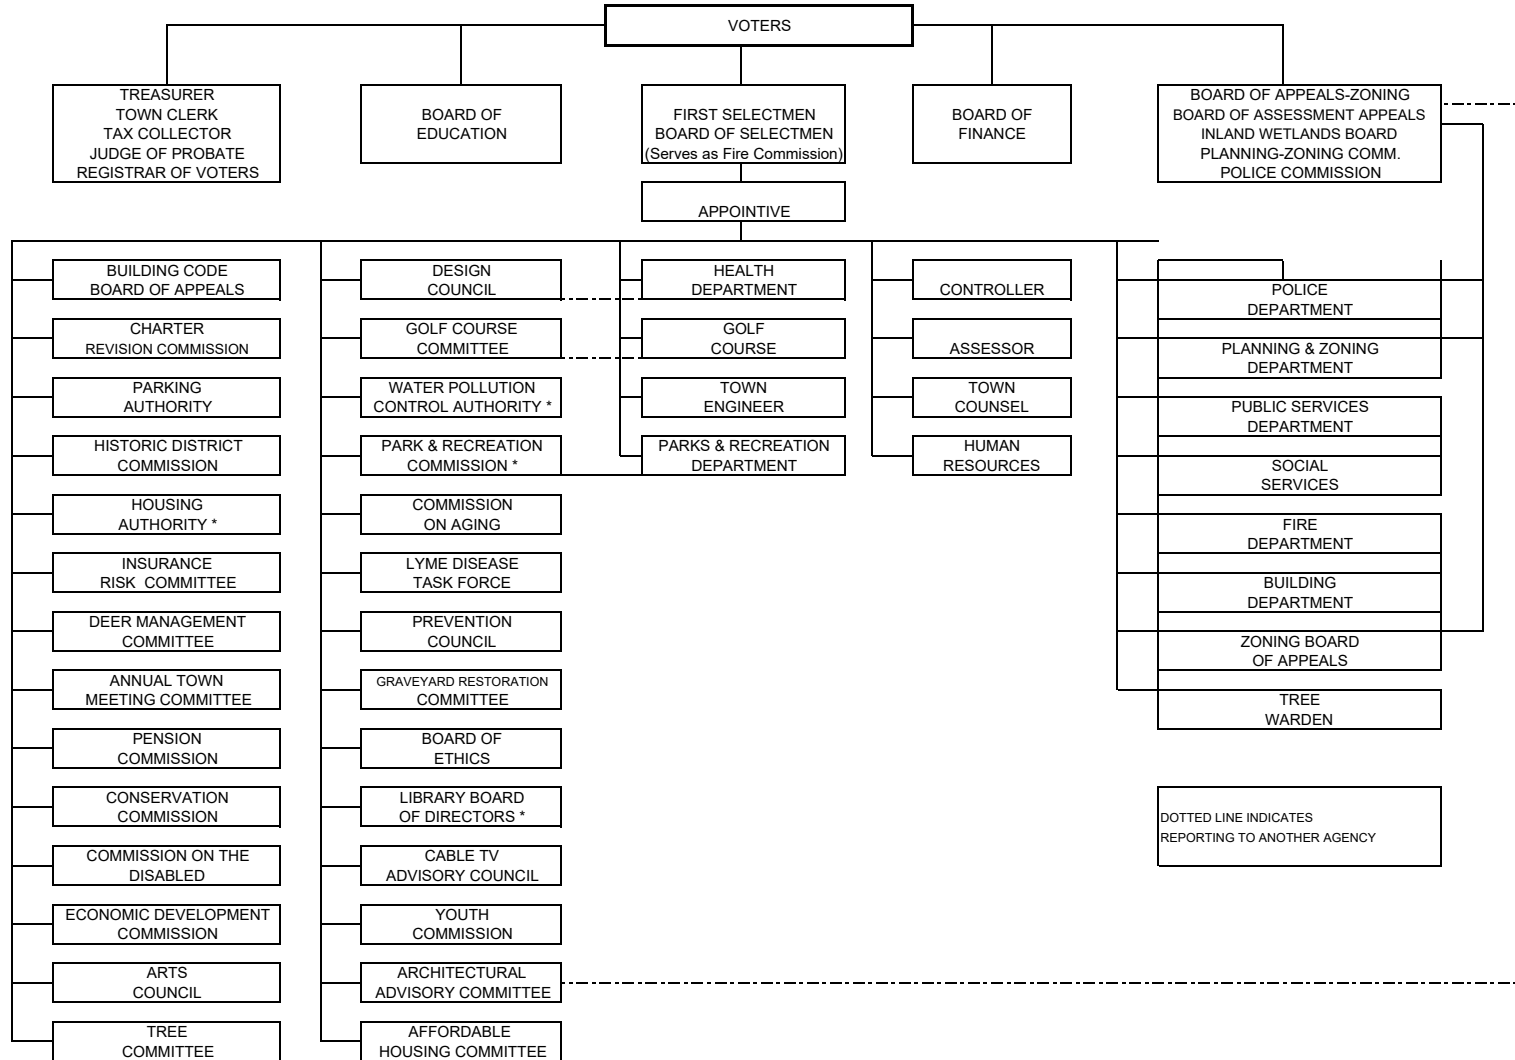 VOTERS
TREASURER
TOWN CLERK
TAX COLLECTOR
JUDGE OF PROBATE
REGISTRAR OF VOTERS
BOARD OF
EDUCATION
FIRST SELECTMEN
BOARD OF SELECTMEN
(Serves as Fire Commission)
BOARD OF
FINANCE
BOARD OF APPEALS-ZONING
BOARD OF ASSESSMENT APPEALS
INLAND WETLANDS BOARD
PLANNING-ZONING COMM.
POLICE COMMISSION
APPOINTIVE
BUILDING CODE
BOARD OF APPEALS
CHARTER
REVISION COMMISSION
PARKING
AUTHORITY
HISTORIC DISTRICT
COMMISSION
HOUSING
AUTHORITY *
INSURANCE
RISK COMMITTEE
DEER MANAGEMENT
COMMITTEE
ANNUAL TOWN
MEETING COMMITTEE
PENSION
COMMISSION
CONSERVATION
COMMISSION
COMMISSION ON THE
DISABLED
ECONOMIC DEVELOPMENT
COMMISSION
ARTS
COUNCIL
TREE
COMMITTEE
DESIGN
COUNCIL
GOLF COURSE
COMMITTEE
WATER POLLUTION
CONTROL AUTHORITY *
PARK & RECREATION
COMMISSION *
COMMISSION
ON AGING
LYME DISEASE
TASK FORCE
PREVENTION
COUNCIL
GRAVEYARD RESTORATION
COMMITTEE
BOARD OF
ETHICS
LIBRARY BOARD
OF DIRECTORS *
CABLE TV
ADVISORY COUNCIL
YOUTH
COMMISSION
ARCHITECTURAL
ADVISORY COMMITTEE
AFFORDABLE
HOUSING COMMITTEE
HEALTH
DEPARTMENT
GOLF
COURSE
TOWN
ENGINEER
PARKS & RECREATION
DEPARTMENT
CONTROLLER
ASSESSOR
TOWN
COUNSEL
HUMAN
RESOURCES
POLICE
DEPARTMENT
PLANNING & ZONING
DEPARTMENT
PUBLIC SERVICES
DEPARTMENT
SOCIAL
SERVICES
FIRE
DEPARTMENT
BUILDING
DEPARTMENT
ZONING BOARD
OF APPEALS
TREE
WARDEN
DOTTED LINE INDICATES
REPORTING TO ANOTHER AGENCY